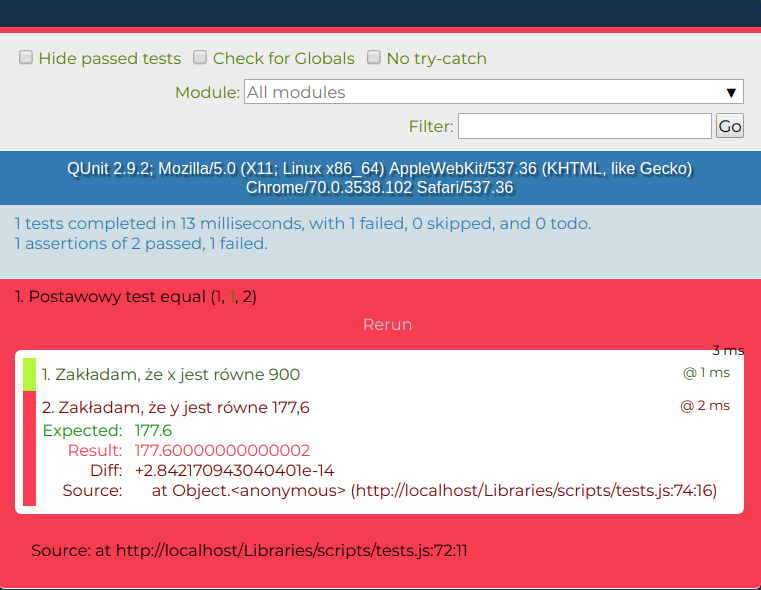 Hide passed tests Check for Globals No try-catch
Module: All modules ▼
Filter: Go
QUnit 2.9.2; Mozilla/5.0 (X11; Linux x86_64) AppleWebKit/537.36 (KHTML, like Gecko)
Chrome/70.0.3538.102 Safari/537.36
1 tests completed in 13 milliseconds, with 1 failed, 0 skipped, and 0 todo.
1 assertions of 2 passed, 1 failed.
1. Postawowy test equal (1, 1, 2)
Rerun
3 ms
1. Zakładam, że x jest równe 900 @ 1 ms
2. Zakładam, że y jest równe 177,6 @ 2 ms
Expected: 177.6
Result: 177.60000000000002
Diff: +2.842170943040401e-14
Source: at Object.<anonymous> (http://localhost/Libraries/scripts/tests.js:74:16)
Source: at http://localhost/Libraries/scripts/tests.js:72:11